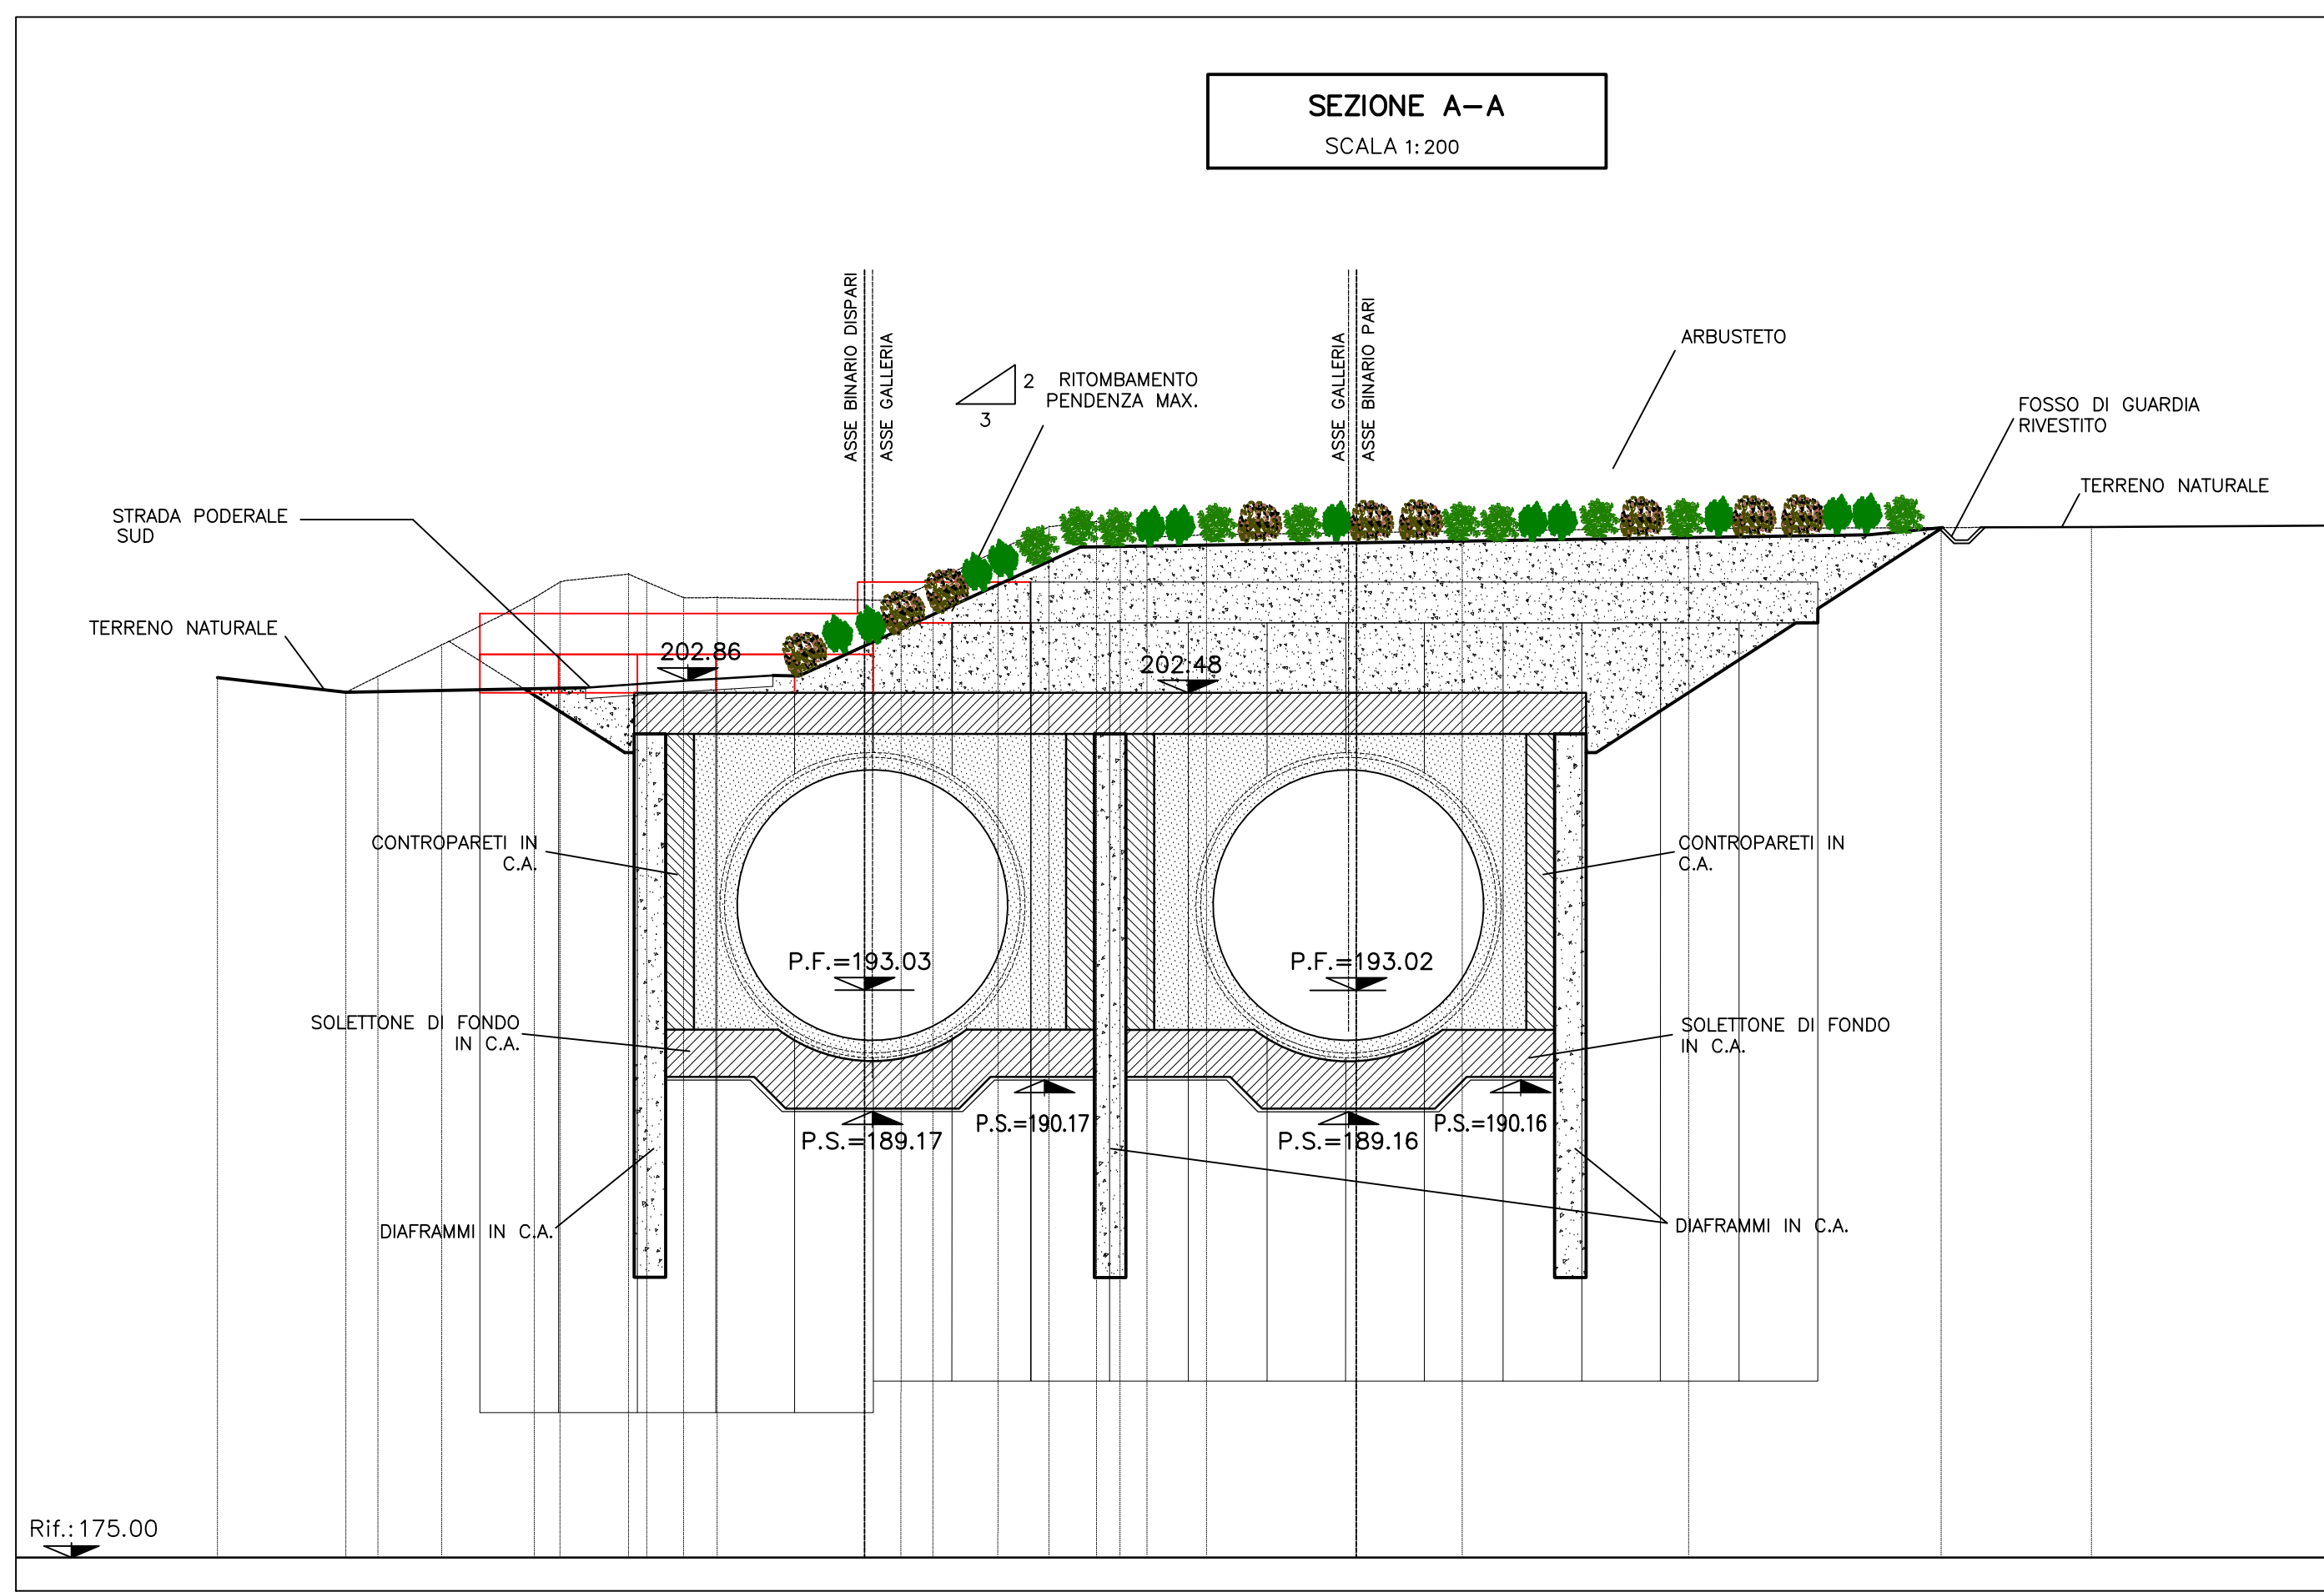 SEZIONE A-A
SCALA 1:200
ASSE BINARIO DISPARI
ASSE GALLERIA
ASSE GALLERIA
ASSE BINARIO PARI
2
3
RITOMBAMENTO
PENDENZA MAX.
ARBUSTETO
FOSSO DI GUARDIA
RIVESTITO
TERRENO NATURALE
STRADA PODERALE
SUD
TERRENO NATURALE
202.86
202.48
CONTROPARETI IN
C.A.
CONTROPARETI IN
C.A.
P.F.=193.03
P.F.=193.02
SOLETTONE DI FONDO
IN C.A.
SOLETTONE DI FONDO
IN C.A.
P.S.=189.17
P.S.=190.17
P.S.=189.16
P.S.=190.16
DIAFRAMMI IN C.A.
DIAFRAMMI IN C.A.
Rif.:175.00